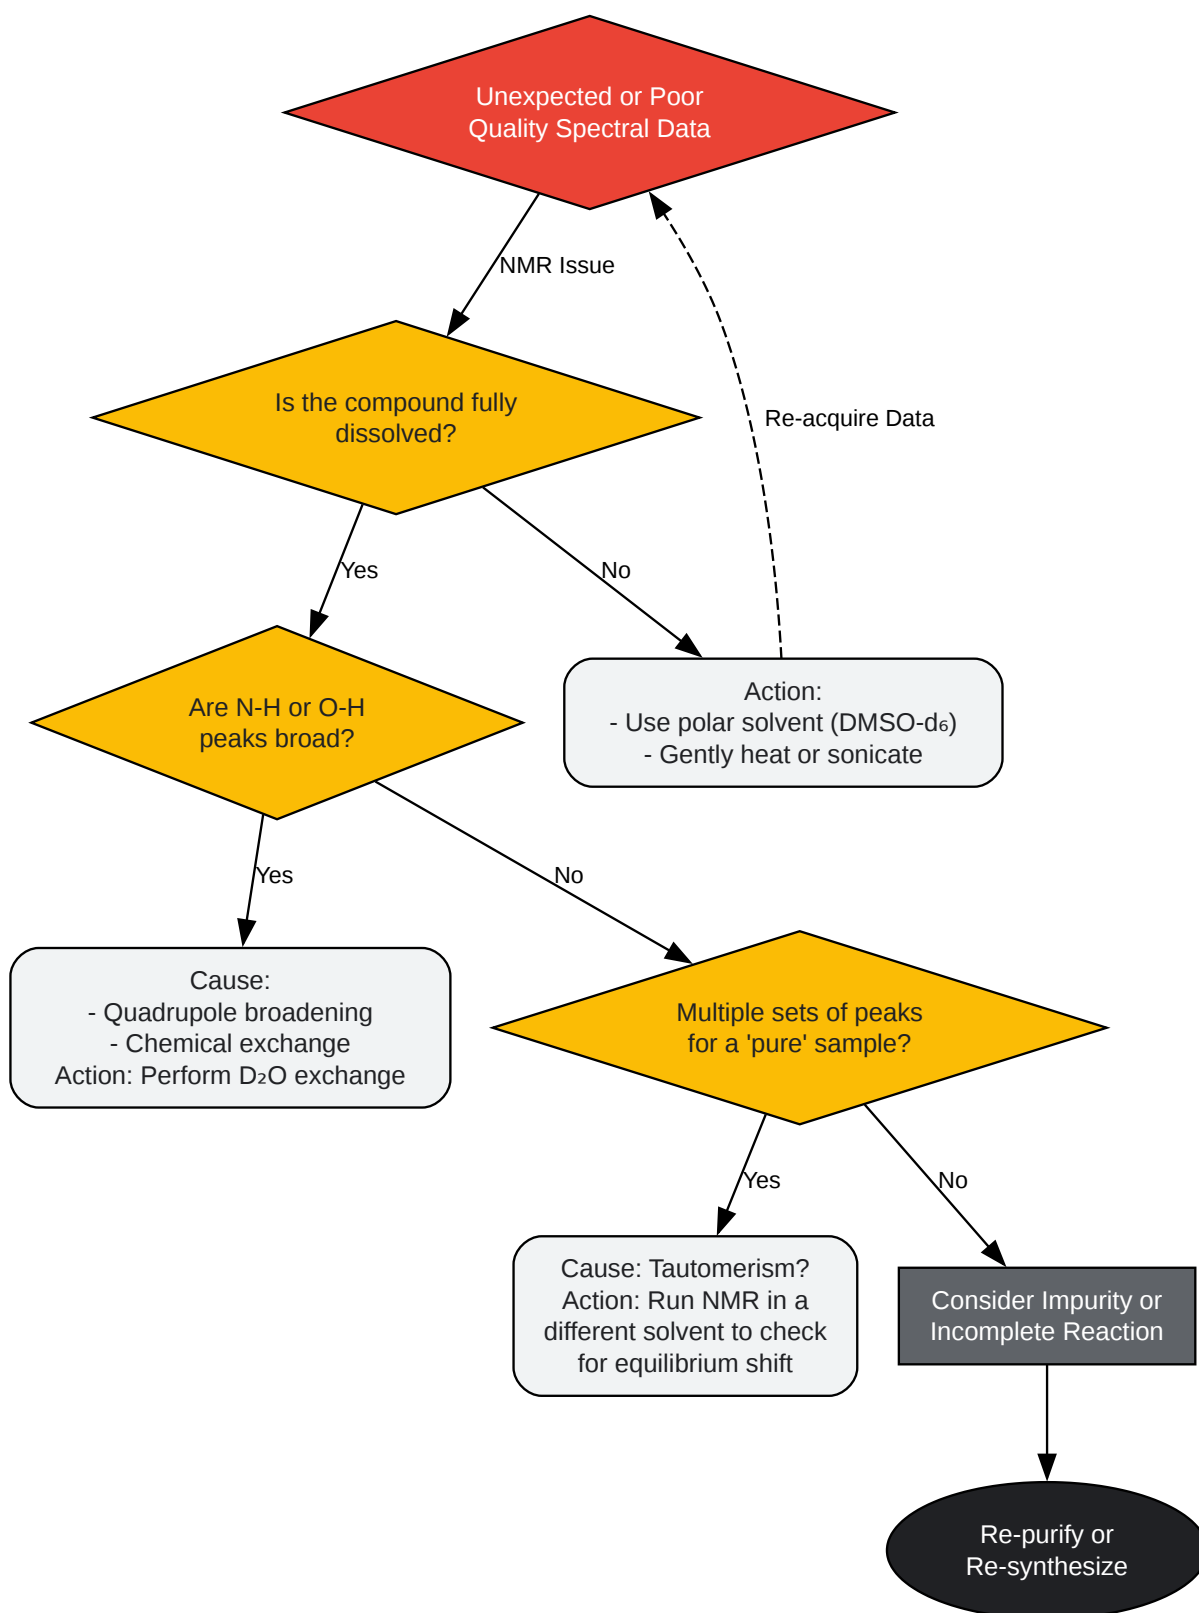 Unexpected or Poor
Quality Spectral Data
NMR Issue
Is the compound fully
dissolved?
Re-acquire Data
Yes
No
Are N-H or O-H
peaks broad?
Action:
- Use polar solvent (DMSO-d₆)
- Gently heat or sonicate
Yes
No
Cause:
- Quadrupole broadening
- Chemical exchange
Action: Perform D₂O exchange
Multiple sets of peaks
for a 'pure' sample?
Yes
No
Cause: Tautomerism?
Action: Run NMR in a
different solvent to check
for equilibrium shift
Consider Impurity or
Incomplete Reaction
Re-purify or
Re-synthesize